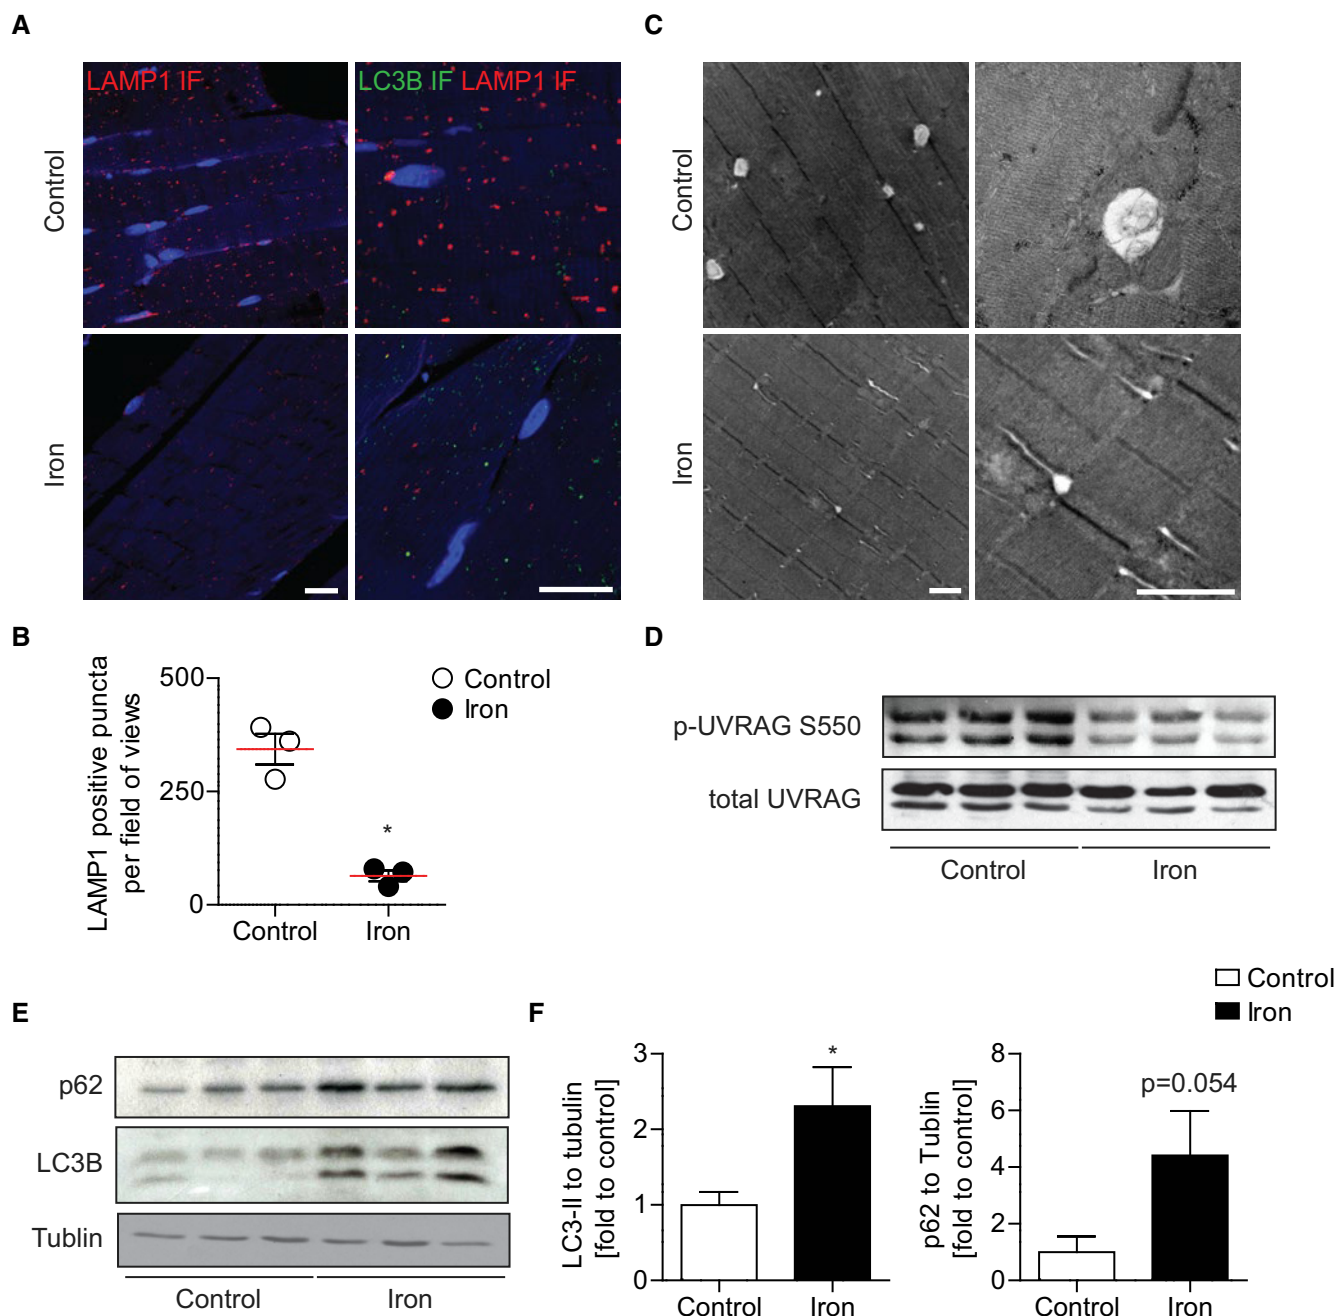 A
LAMP1 IF
LC3B IF LAMP1 IF
Control
Iron
C
Control
Iron
B
LAMP1 positive puncta
per field of views
500
250
0
*
Control
Iron
Control
Iron
D
p-UVRAG S550
total UVRAG
Control
Iron
E
p62
LC3B
Tublin
Control
Iron
F
Control
Iron
LC3-II to tubulin
[fold to control]
3
2
1
0
*
Control
Iron
p62 to Tublin
[fold to control]
8
6
4
2
0
p=0.054
Control
Iron